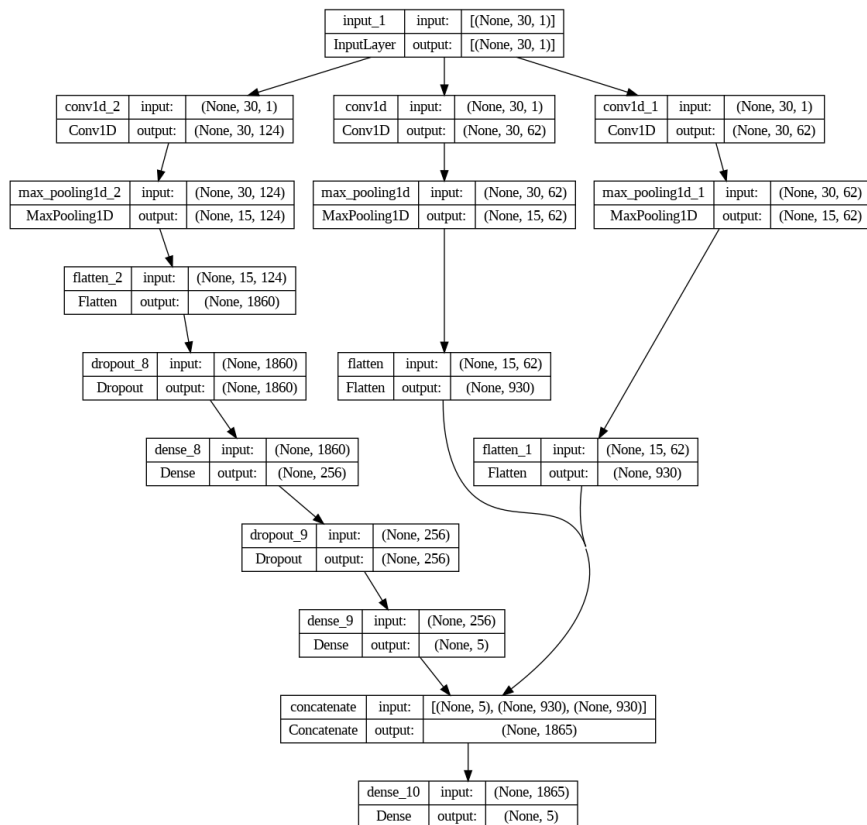 input_1 input: [(None, 30, 1)]
InputLayer output: [(None, 30, 1)]
conv1d_2 input: (None, 30, 1)
Conv1D output: (None, 30, 124)
conv1d input: (None, 30, 1)
Conv1D output: (None, 30, 62)
conv1d_1 input: (None, 30, 1)
Conv1D output: (None, 30, 62)
max_pooling1d_2 input: (None, 30, 124)
MaxPooling1D output: (None, 15, 124)
max_pooling1d input: (None, 30, 62)
MaxPooling1D output: (None, 15, 62)
max_pooling1d_1 input: (None, 30, 62)
MaxPooling1D output: (None, 15, 62)
flatten_2 input: (None, 15, 124)
Flatten output: (None, 1860)
dropout_8 input: (None, 1860)
Dropout output: (None, 1860)
flatten input: (None, 15, 62)
Flatten output: (None, 930)
dense_8 input: (None, 1860)
Dense output: (None, 256)
flatten_1 input: (None, 15, 62)
Flatten output: (None, 930)
dropout_9 input: (None, 256)
Dropout output: (None, 256)
dense_9 input: (None, 256)
Dense output: (None, 5)
concatenate input: [(None, 5), (None, 930), (None, 930)]
Concatenate output: (None, 1865)
dense_10 input: (None, 1865)
Dense output: (None, 5)